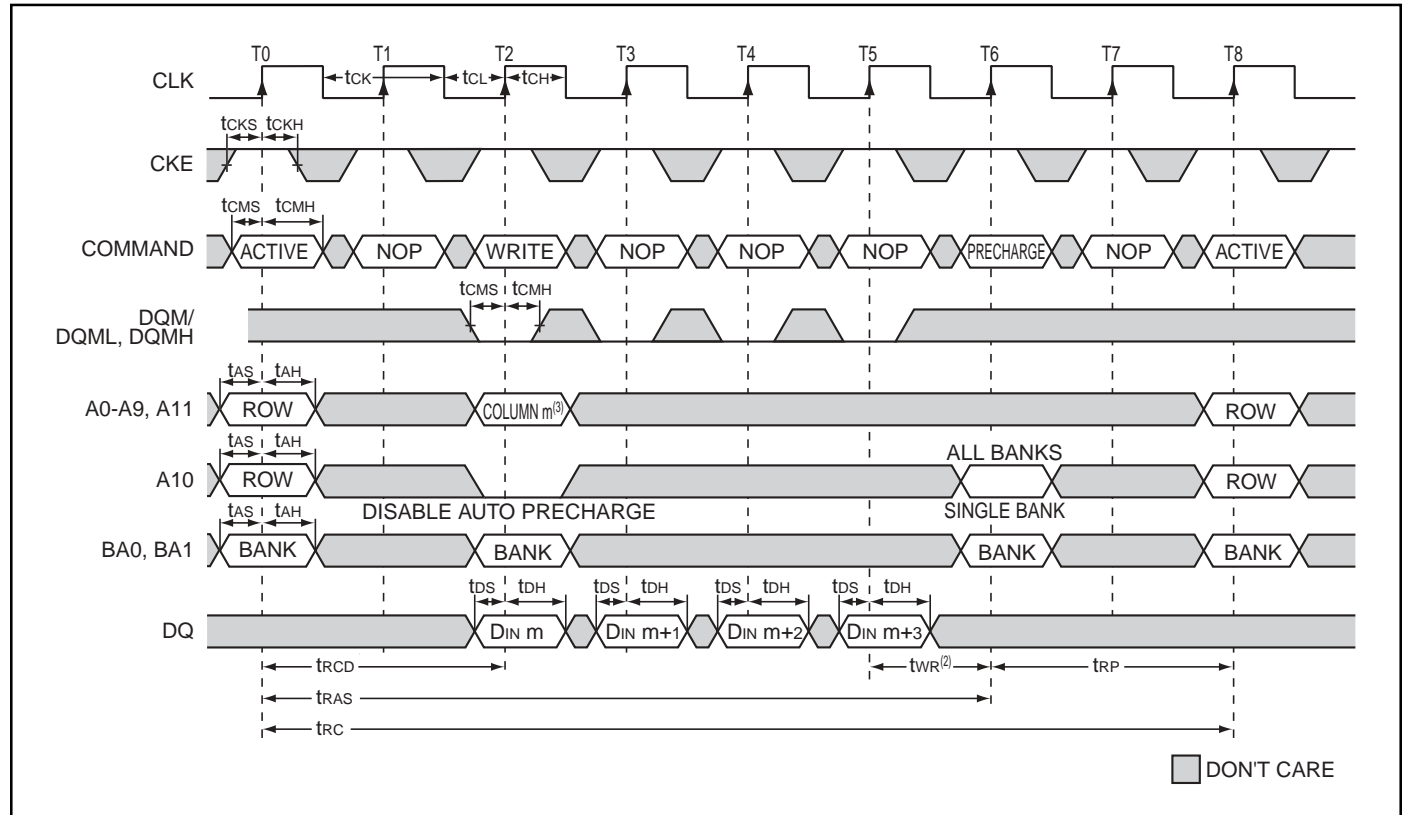 T0 T1 T2 T3 T4 T5 T6 T7 T8
CLK tCK tCL tCH
tCKS tCKH
CKE
tCMS tCMH
COMMAND ACTIVE NOP WRITE NOP NOP NOP PRECHARGE NOP ACTIVE
tCMS tCMH
DQM/
DQML, DQMH
tAS tAH
A0-A9, A11 ROW COLUMN m(3) ROW
tAS tAH ALL BANKS
A10 ROW ROW
tAS tAH DISABLE AUTO PRECHARGE SINGLE BANK
BA0, BA1 BANK BANK BANK BANK
tDS tDH tDS tDH tDS tDH tDS tDH
DQ DIN m DIN m+1 DIN m+2 DIN m+3
tRCD tWR(2) tRP
tRAS
tRC
DON'T CARE